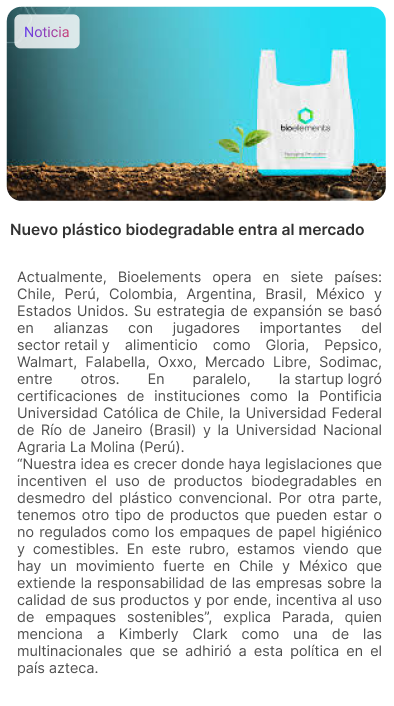 Noticia
bioelements
Nuevo plástico biodegradable entra al mercado
Actualmente, Bioelements opera en siete países:
Chile, Perú, Colombia, Argentina, Brasil, México y
Estados Unidos. Su estrategia de expansión se basó
en alianzas con jugadores importantes del
sector retail y alimenticio como Gloria, Pepsico,
Walmart, Falabella, Oxxo, Mercado Libre, Sodimac,
entre otros. En paralelo, la startup logró
certificaciones de instituciones como la Pontificia
Universidad Católica de Chile, la Universidad Federal
de Río de Janeiro (Brasil) y la Universidad Nacional
Agraria La Molina (Perú).
“Nuestra idea es crecer donde haya legislaciones que
incentiven el uso de productos biodegradables en
desmedro del plástico convencional. Por otra parte,
tenemos otro tipo de productos que pueden estar o
no regulados como los empaques de papel higiénico
y comestibles. En este rubro, estamos viendo que
hay un movimiento fuerte en Chile y México que
extiende la responsabilidad de las empresas sobre la
calidad de sus productos y por ende, incentiva al uso
de empaques sostenibles”, explica Parada, quien
menciona a Kimberly Clark como una de las
multinacionales que se adhirió a esta política en el
país azteca.